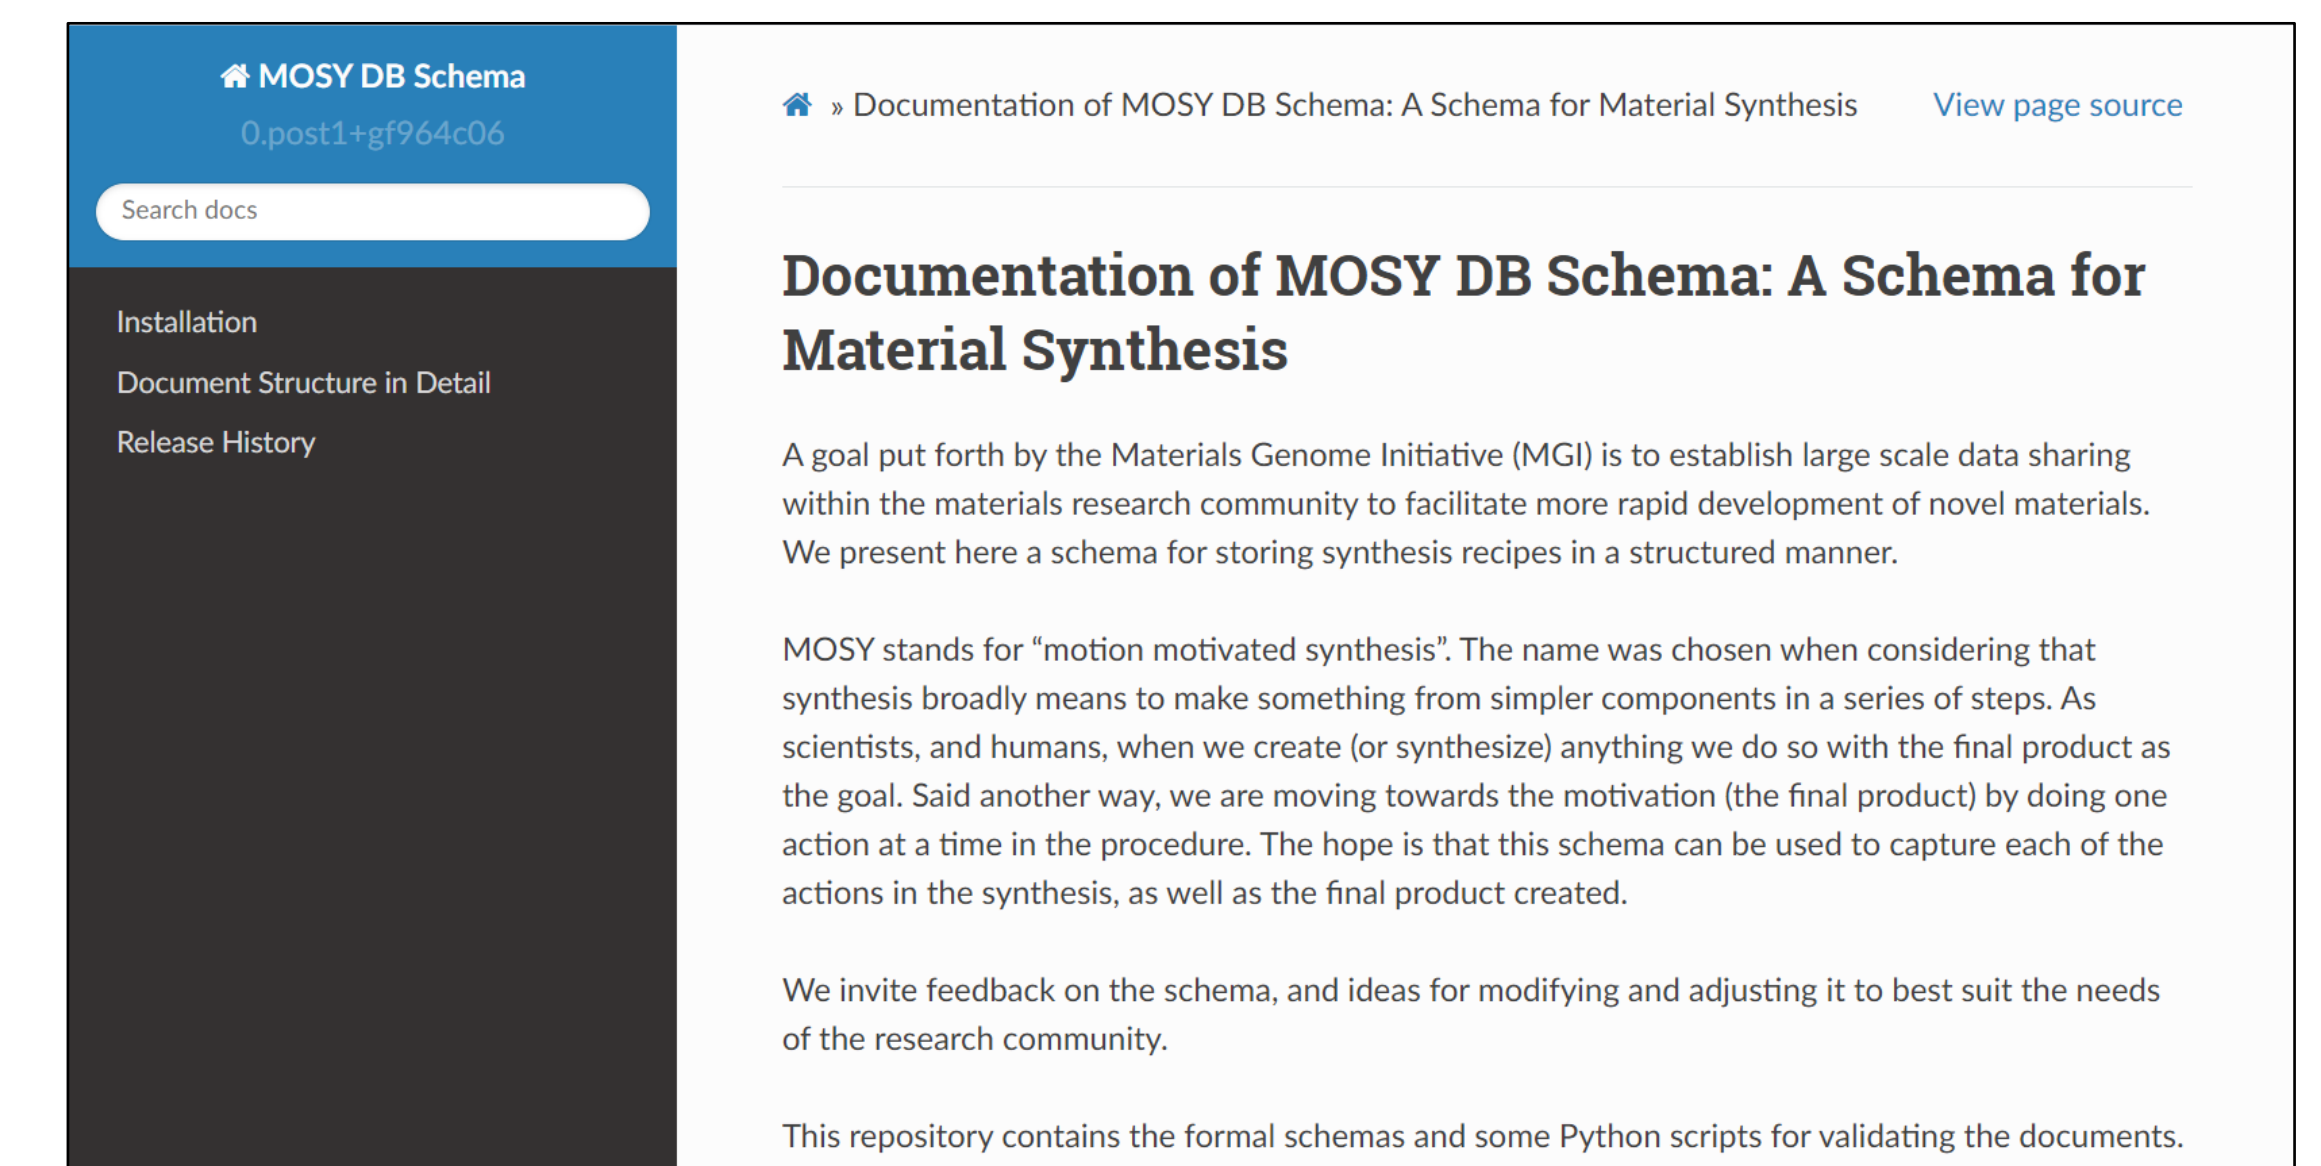 MOSY DB Schema
0.post1+gf964c06
Search docs
Installation
Document Structure in Detail
Release History
» Documentation of MOSY DB Schema: A Schema for Material Synthesis
View page source
Documentation of MOSY DB Schema: A Schema for
Material Synthesis
A goal put forth by the Materials Genome Initiative (MGI) is to establish large scale data sharing
within the materials research community to facilitate more rapid development of novel materials.
We present here a schema for storing synthesis recipes in a structured manner.
MOSY stands for “motion motivated synthesis”. The name was chosen when considering that
synthesis broadly means to make something from simpler components in a series of steps. As
scientists, and humans, when we create (or synthesize) anything we do so with the final product as
the goal. Said another way, we are moving towards the motivation (the final product) by doing one
action at a time in the procedure. The hope is that this schema can be used to capture each of the
actions in the synthesis, as well as the final product created.
We invite feedback on the schema, and ideas for modifying and adjusting it to best suit the needs
of the research community.
This repository contains the formal schemas and some Python scripts for validating the documents.